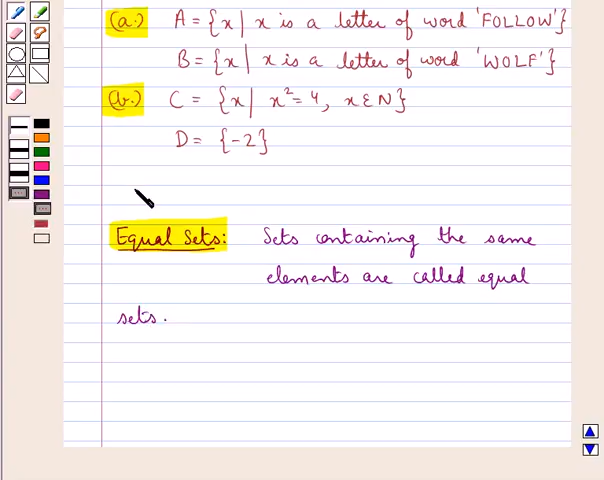 (a.) A = {x| x is a letter of word 'FOLLOW'}
B = {x| x is a letter of word 'WOLF'}
(b.) C = {x| x² = 4, x ε N}
D = {-2}
Equal Sets: Sets containing the same
elements are called equal
sets.